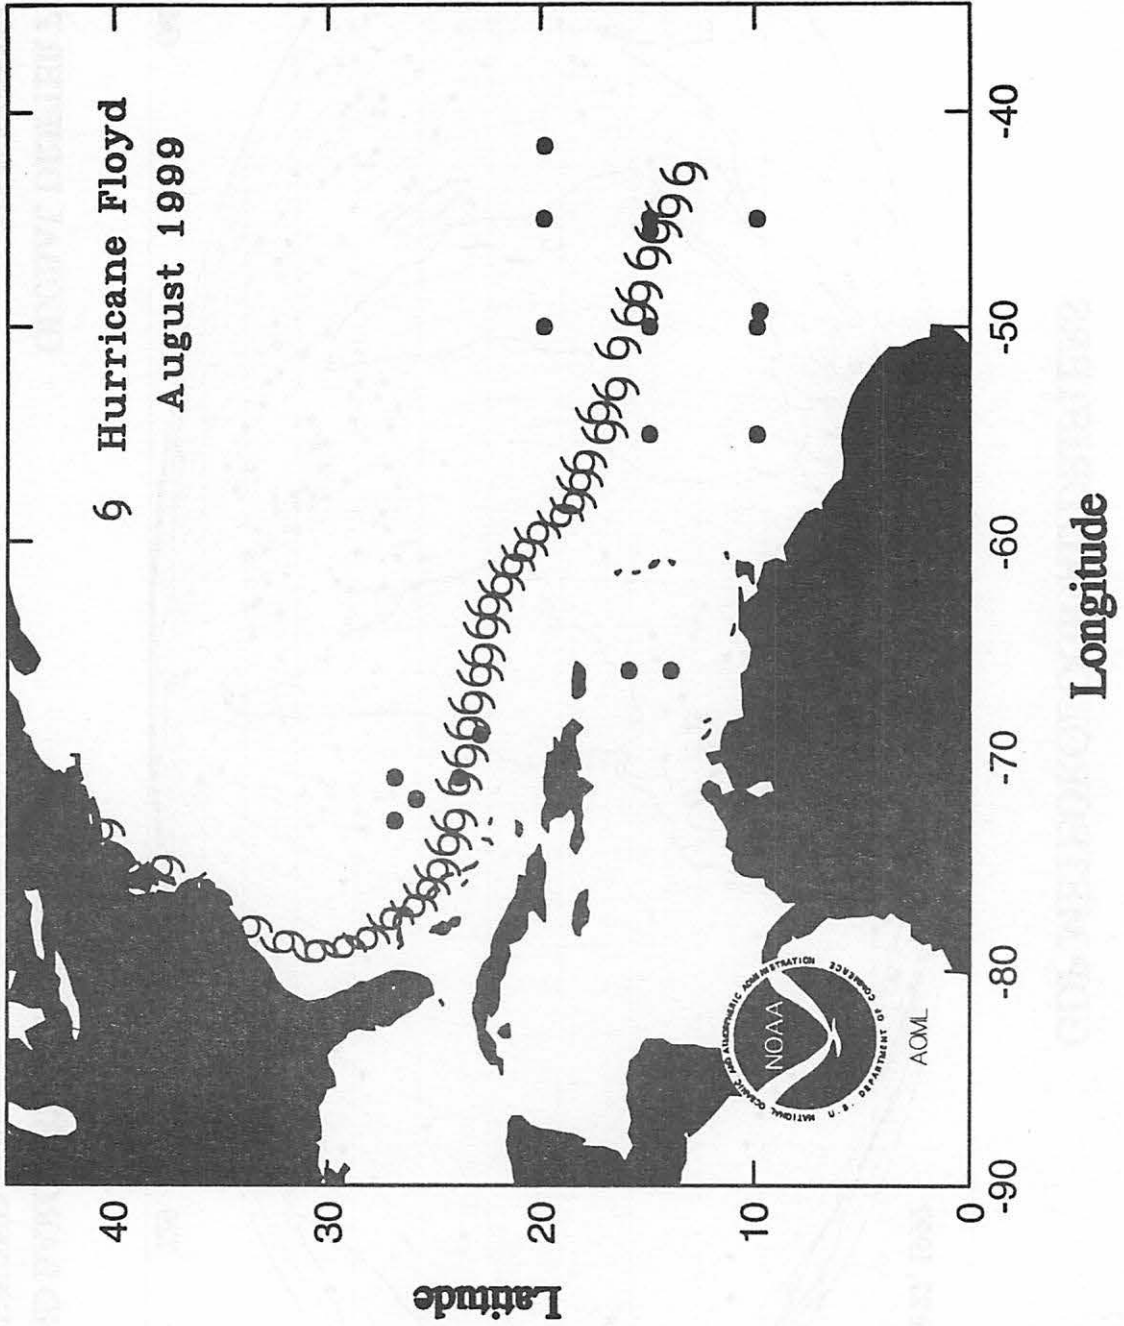 6 Hurricane Floyd
August 1999
Latitude
40
30
20
10
0
-90
-80
-70
-60
-50
-40
Longitude
NATIONAL OCEANIC AND ATMOSPHERIC ADMINISTRATION
U.S. DEPARTMENT OF COMMERCE
NOAA
AOML